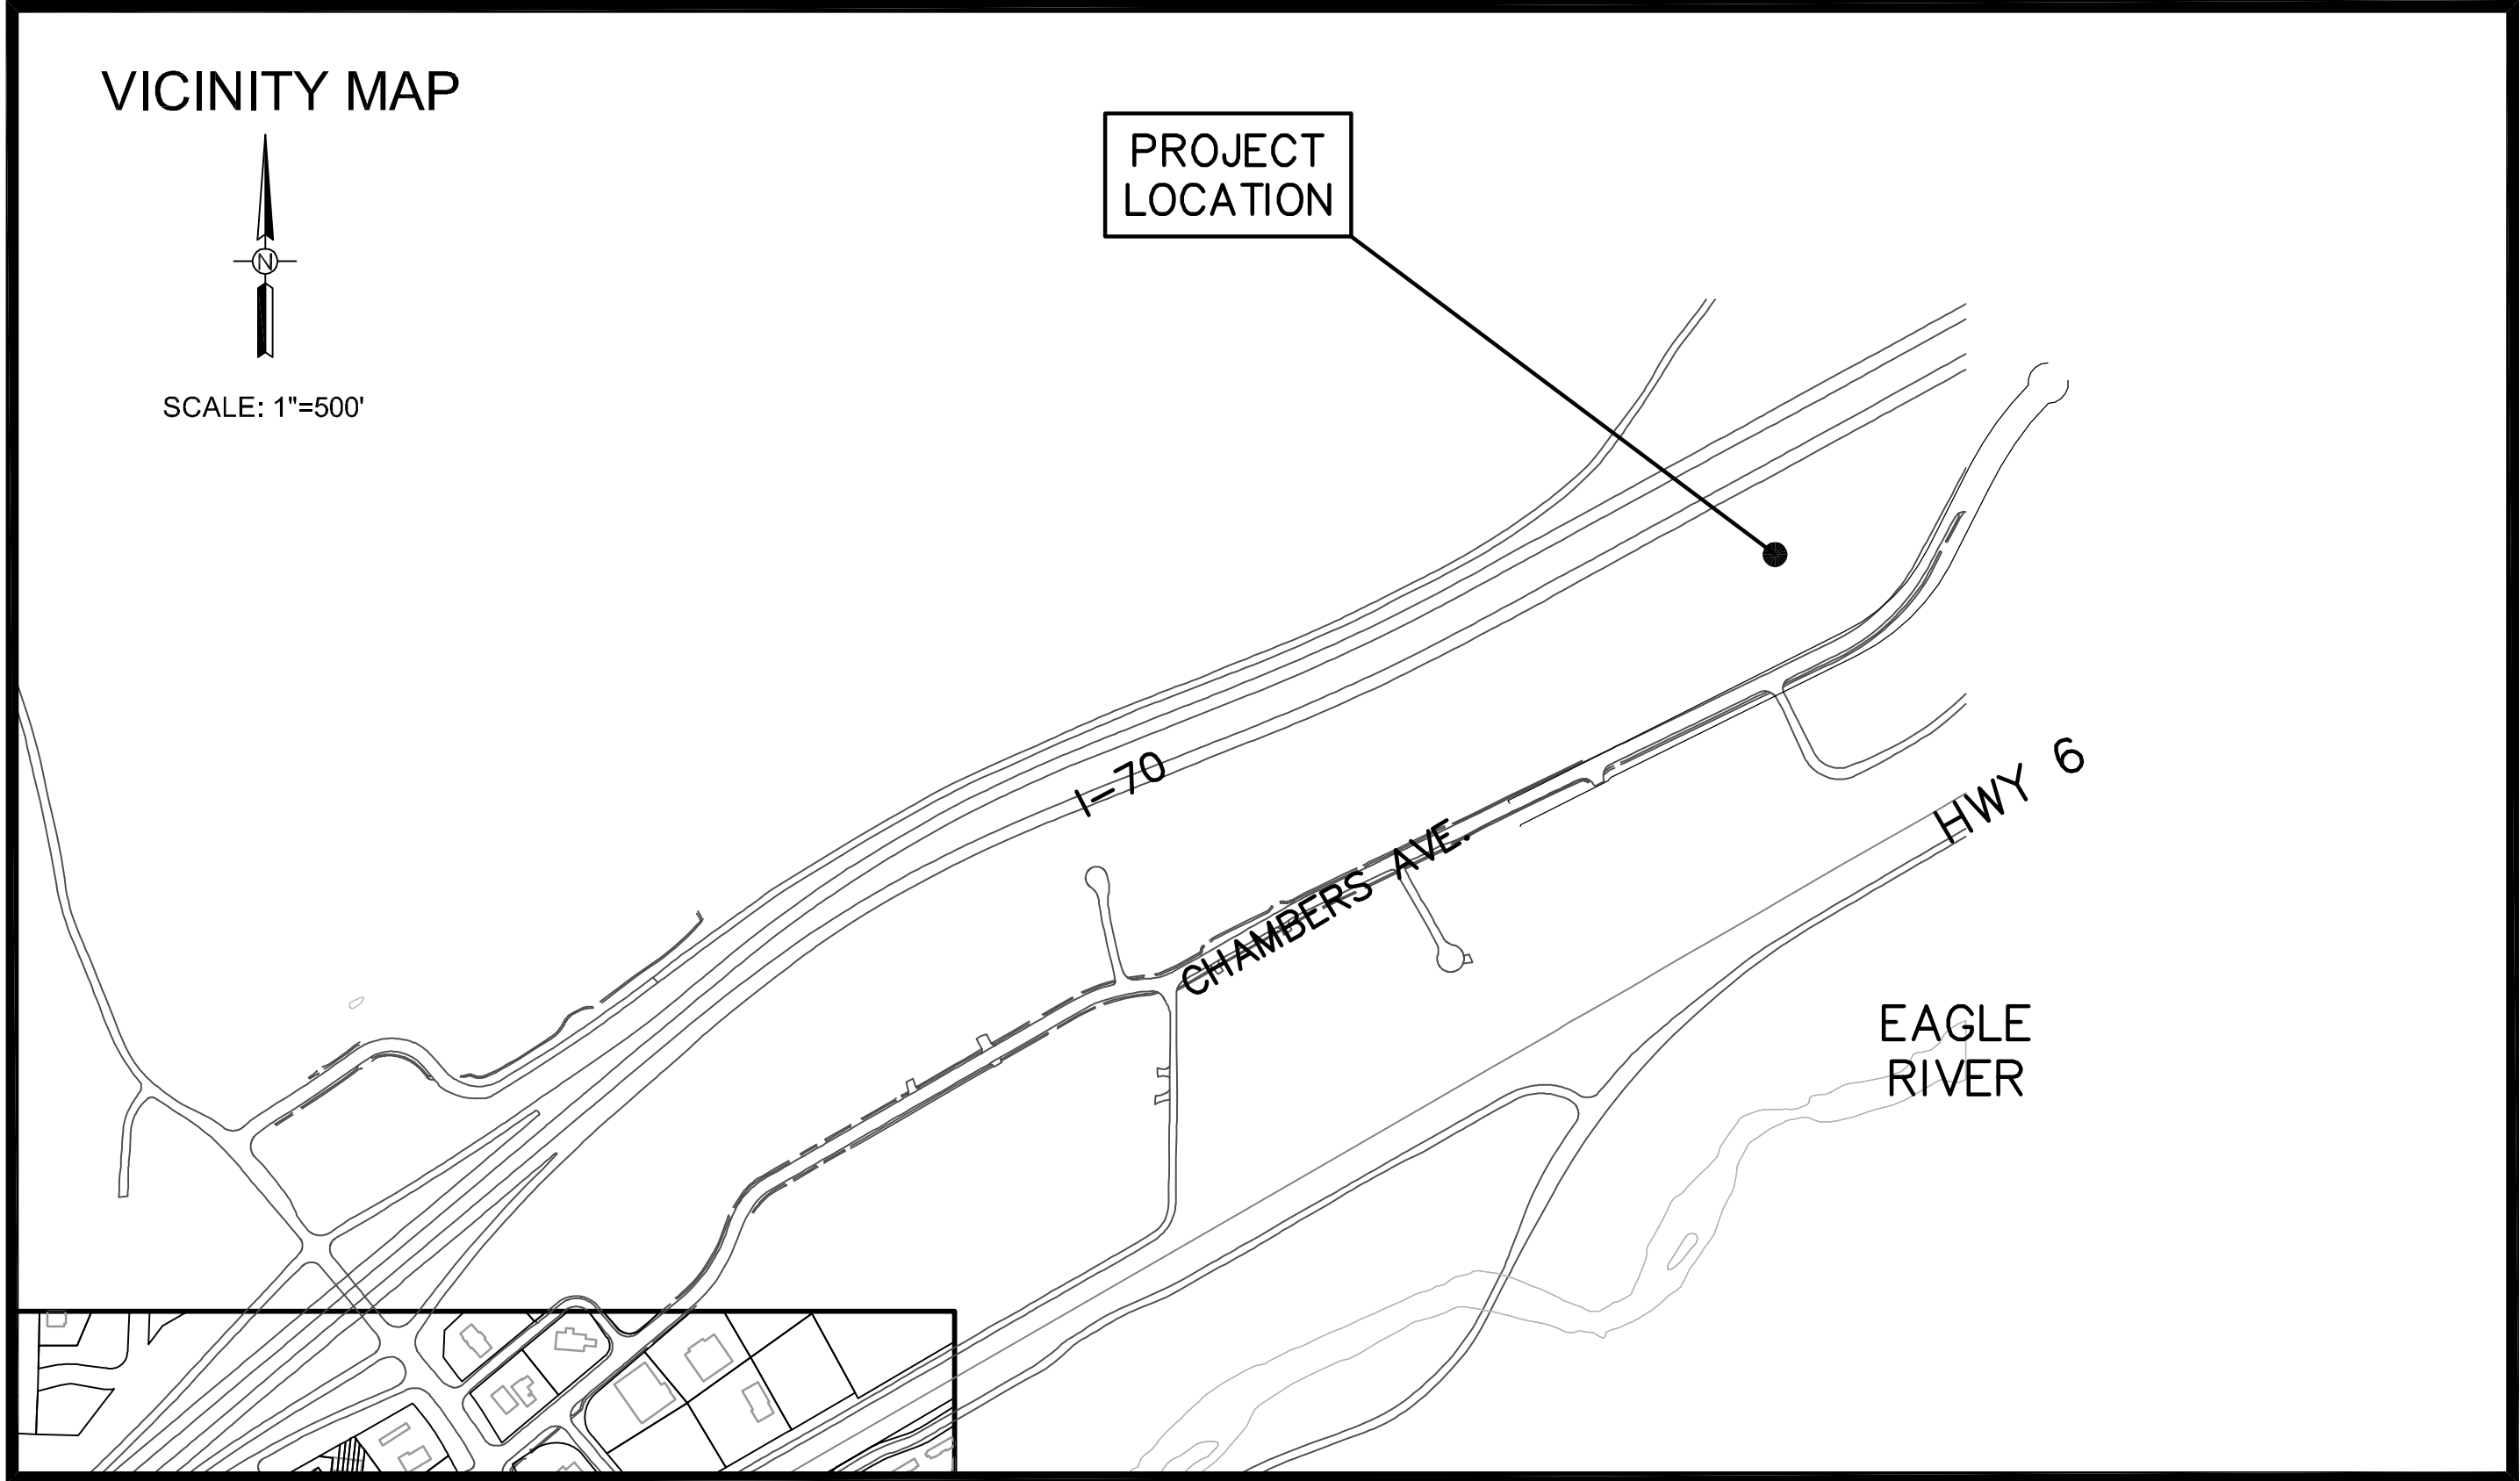 VICINITY MAP
PROJECT
LOCATION
N
SCALE: 1"=500'
I-70
HWY 6
CHAMBERS AVE.
EAGLE
RIVER